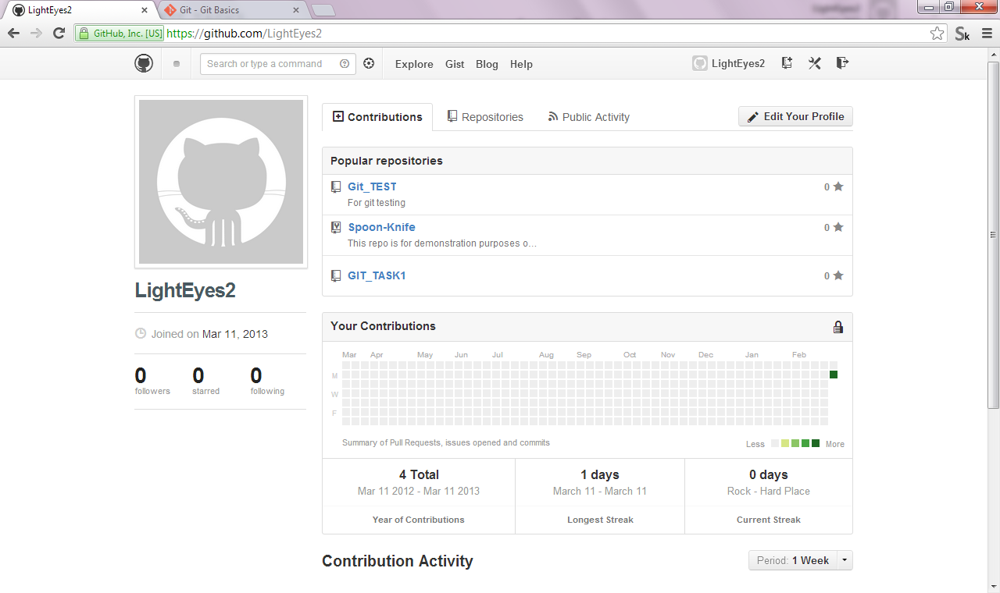 LightEyes2
Git - Git Basics
GitHub, Inc. [US] https://github.com/LightEyes2
Sk
Search or type a command
Explore Gist Blog Help
LightEyes2
Contributions
Repositories
Public Activity
Edit Your Profile
LightEyes2
Joined on Mar 11, 2013
0 0 0
followers starred following
Popular repositories
Git_TEST 0
For git testing
Spoon-Knife 0
This repo is for demonstration purposes o…
GIT_TASK1 0
Your Contributions
Mar Apr May Jun Jul Aug Sep Oct Nov Dec Jan Feb
M
W
F
Summary of Pull Requests, issues opened and commits
Less More
4 Total
Mar 11 2012 - Mar 11 2013
Year of Contributions
1 days
March 11 - March 11
Longest Streak
0 days
Rock - Hard Place
Current Streak
Contribution Activity
Period: 1 Week